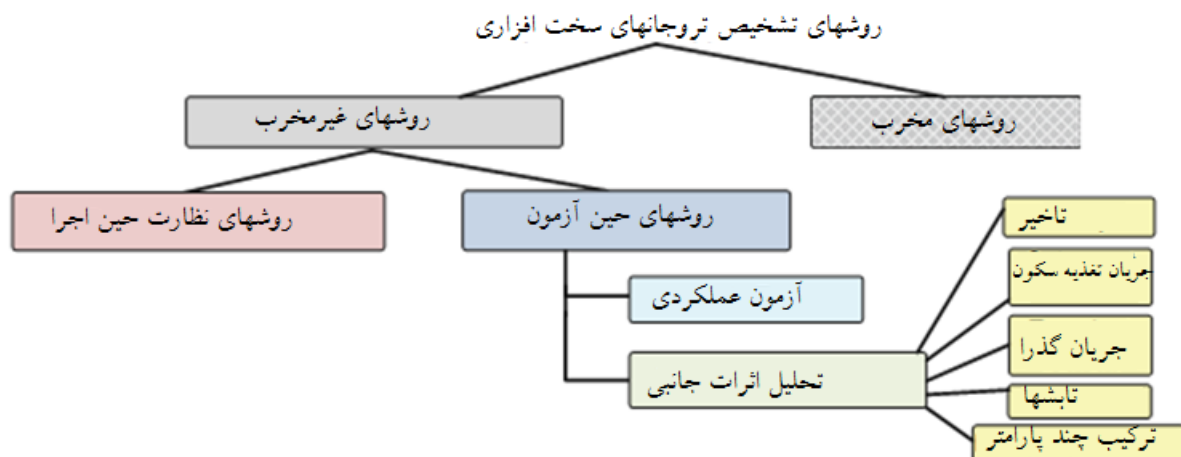 روشهای تشخیص تروجانهای سخت افزاری
روشهای مخرب
روشهای غیرمخرب
روشهای حین آزمون
روشهای نظارت حین اجرا
آزمون عملکردی
تحلیل اثرات جانبی
تاخیر
جریان تغذیه سکون
جریان گذرا
تابشها
ترکیب چند پارامتر